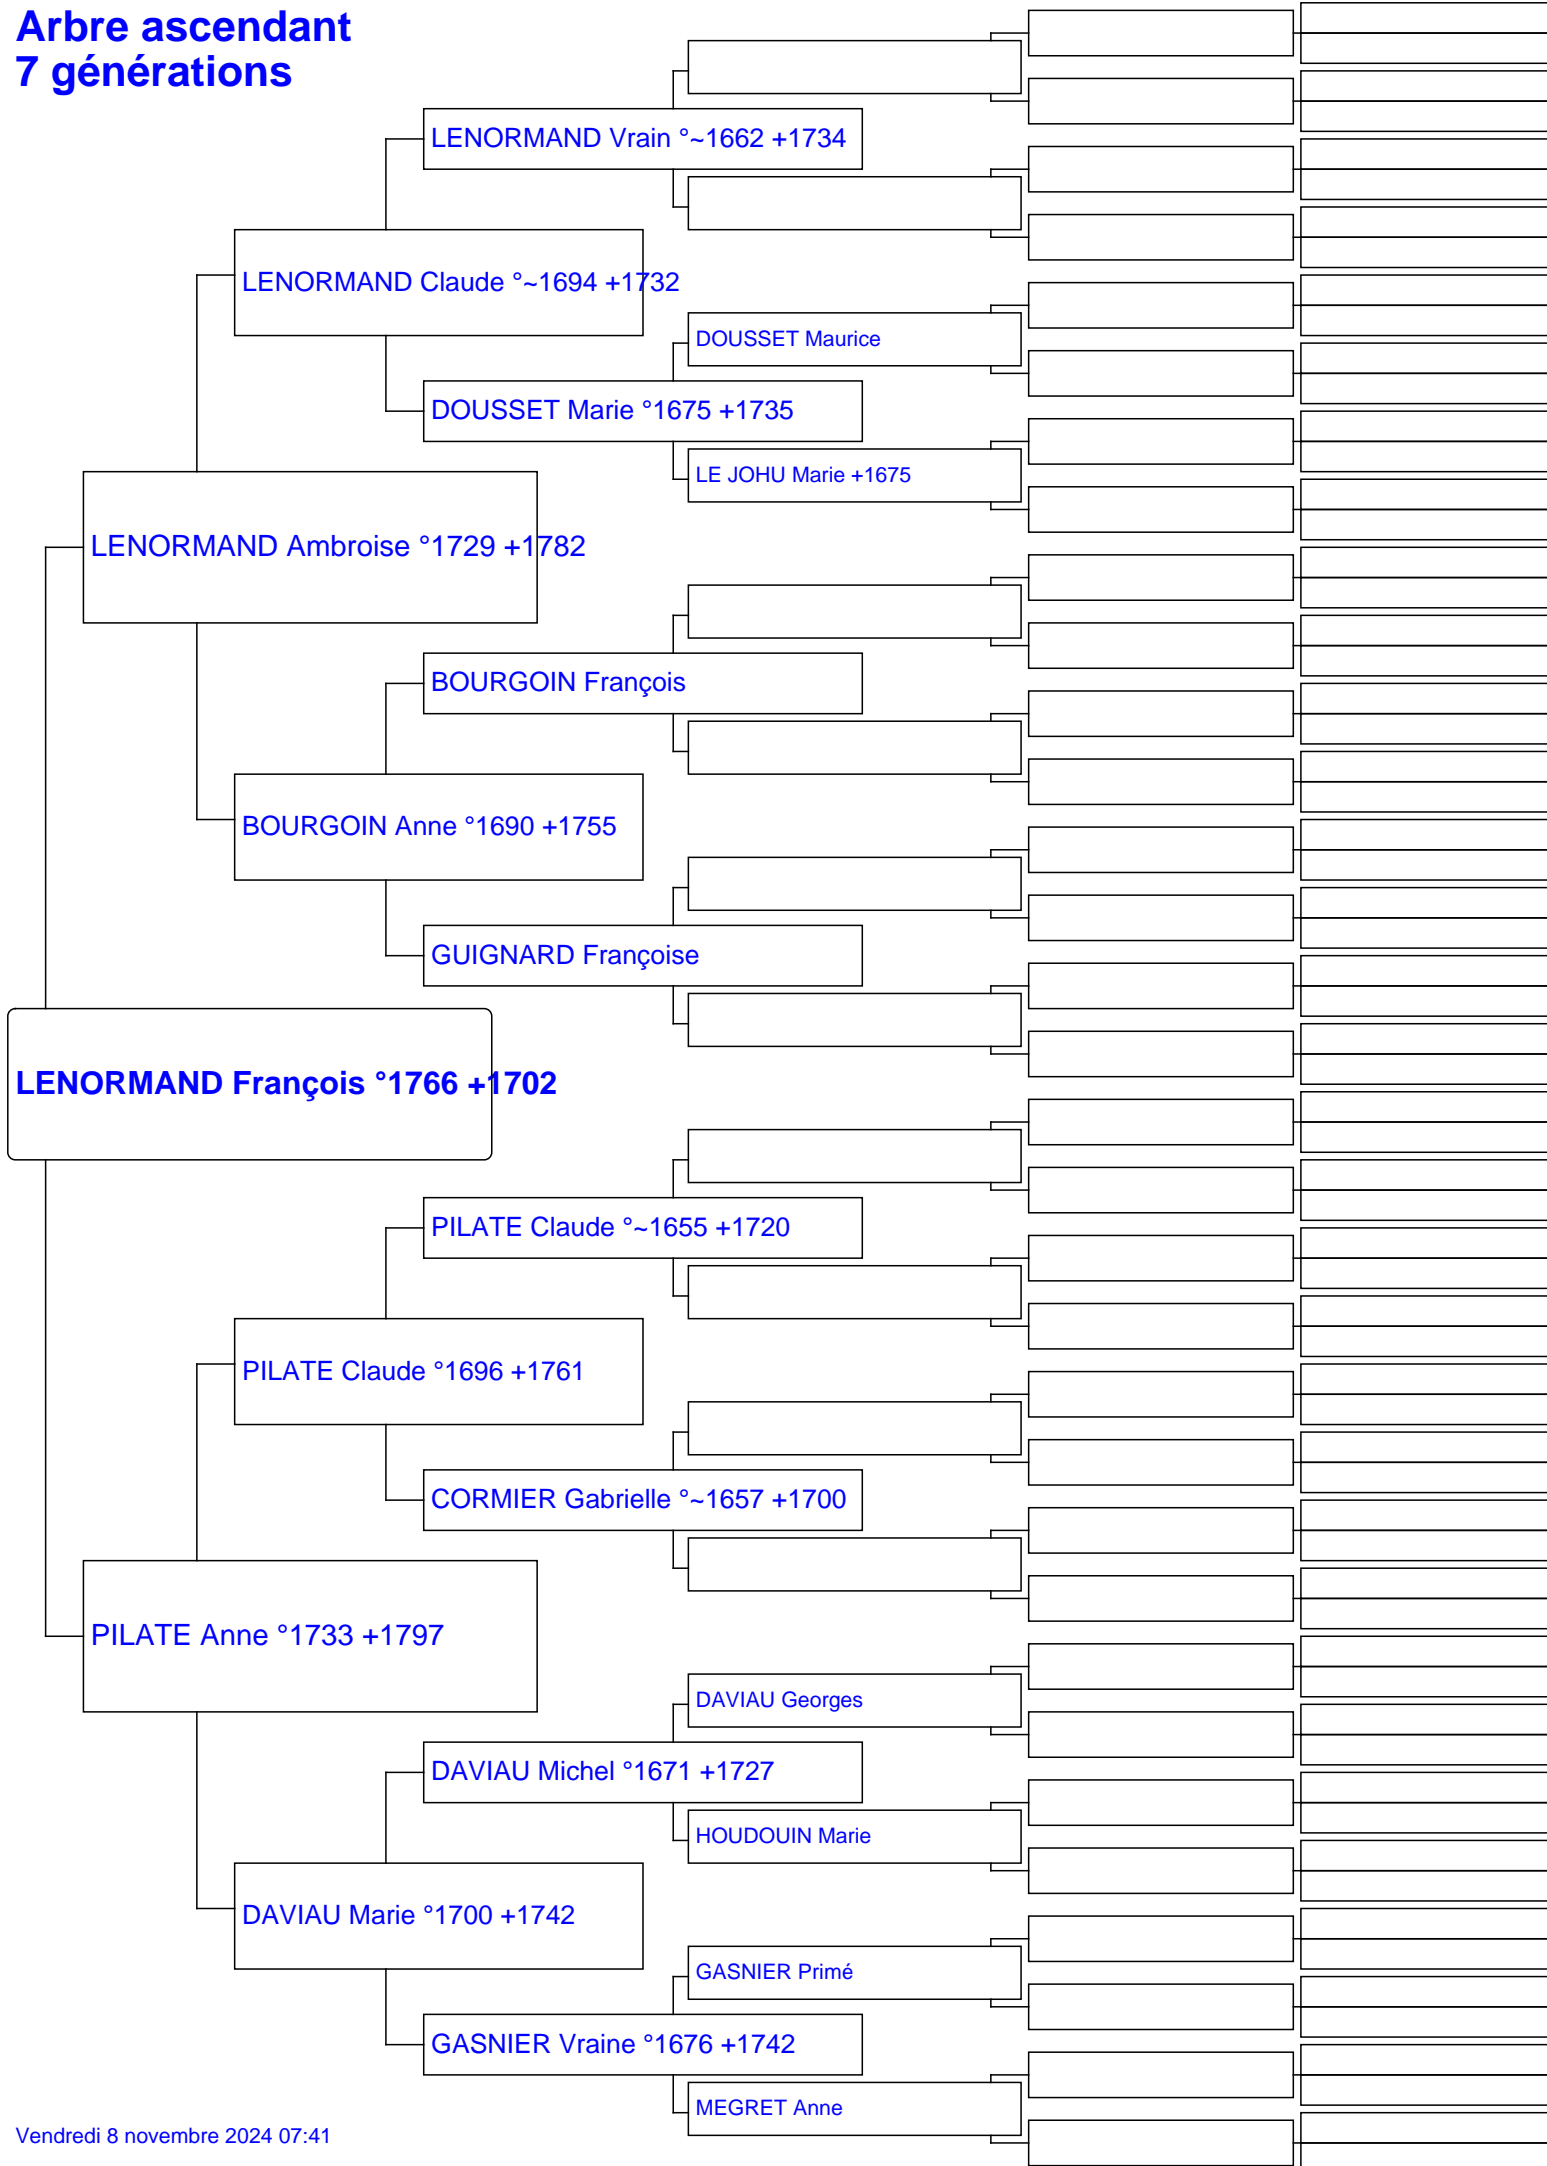 Arbre ascendant
7 générations
LENORMAND Vrain °~1662 +1734
LENORMAND Claude °~1694 +1732
DOUSSET Maurice
DOUSSET Marie °1675 +1735
LE JOHU Marie +1675
LENORMAND Ambroise °1729 +1782
BOURGOIN François
BOURGOIN Anne °1690 +1755
GUIGNARD Françoise
LENORMAND François °1766 +1702
PILATE Claude °~1655 +1720
PILATE Claude °1696 +1761
CORMIER Gabrielle °~1657 +1700
PILATE Anne °1733 +1797
DAVIAU Georges
DAVIAU Michel °1671 +1727
HOUDOUIN Marie
DAVIAU Marie °1700 +1742
GASNIER Primé
GASNIER Vraine °1676 +1742
MEGRET Anne
Vendredi 8 novembre 2024 07:41